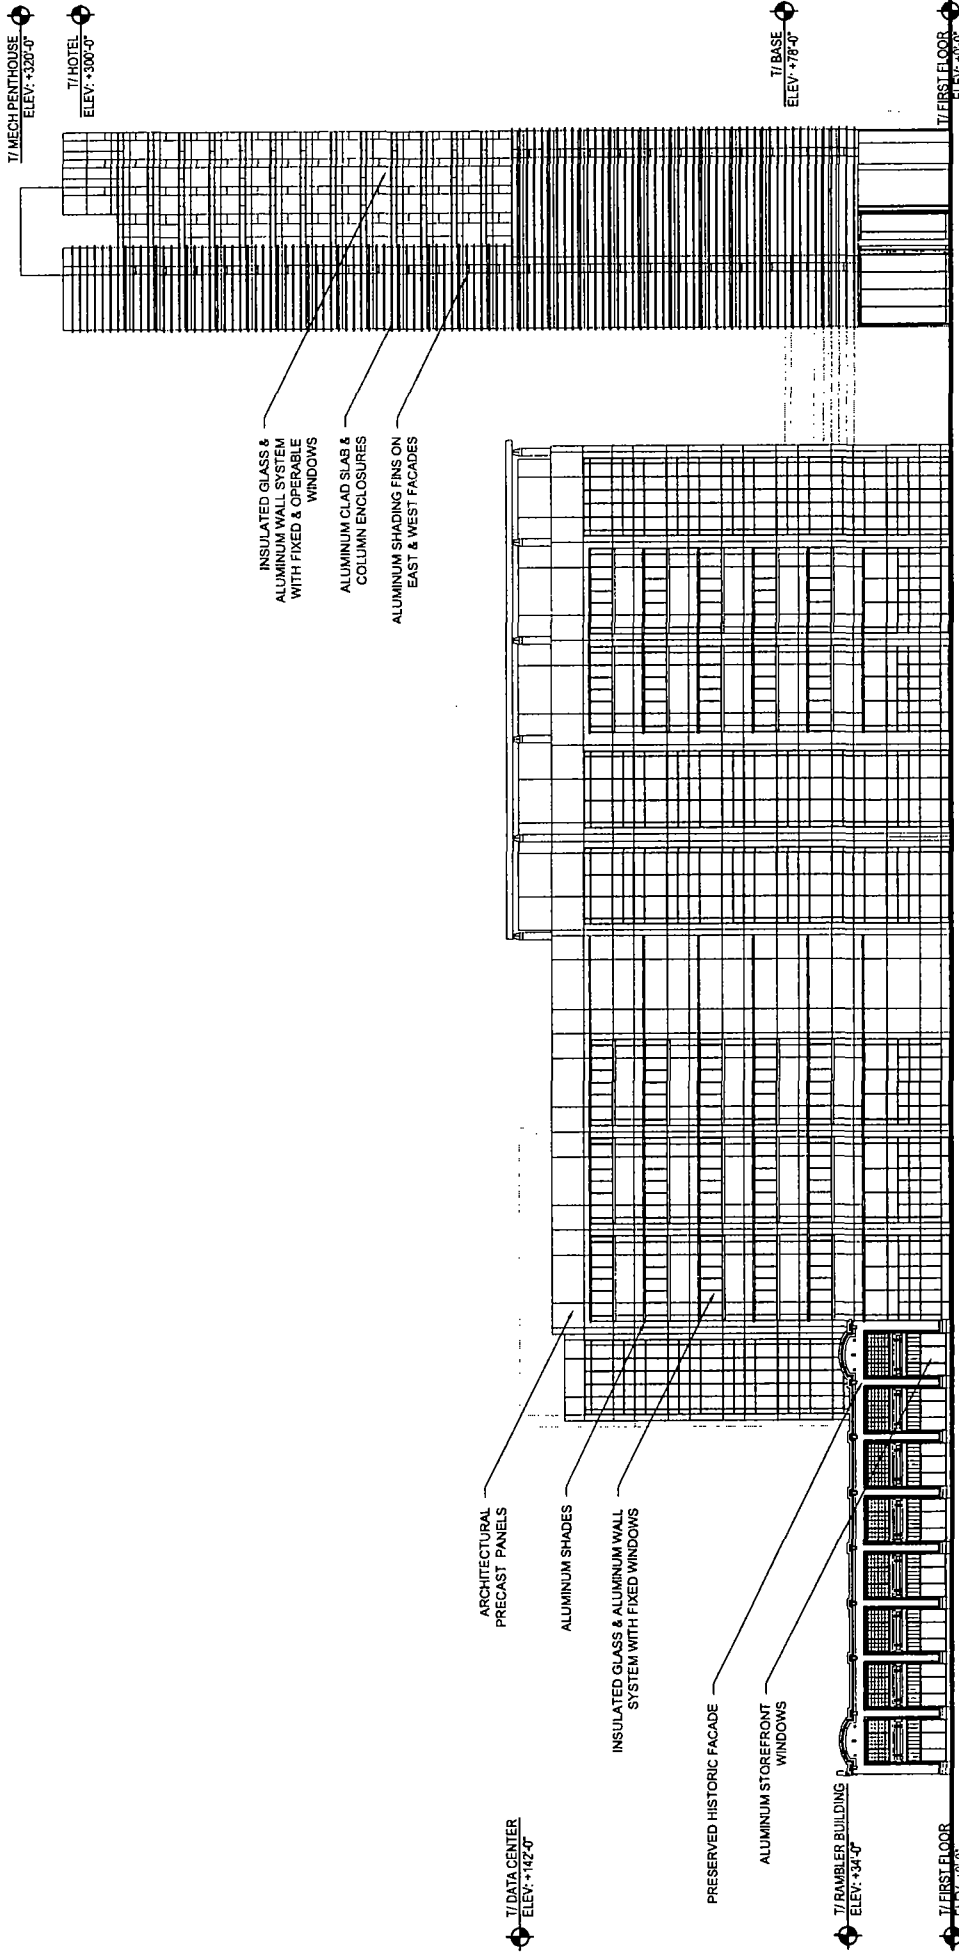 T/ MECH PENTHOUSE
ELEV: +320'-0"
T/ HOTEL
ELEV: +300'-0"
T/ BASE
ELEV: +78'-0"
T/ FIRST FLOOR
ELEV: +0'-0"
INSULATED GLASS &
ALUMINUM WALL SYSTEM
WITH FIXED & OPERABLE
WINDOWS
ALUMINUM CLAD SLAB &
COLUMN ENCLOSURES
ALUMINUM SHADING FINS ON
EAST & WEST FACADES
ARCHITECTURAL
PRECAST PANELS
ALUMINUM SHADES
INSULATED GLASS & ALUMINUM WALL
SYSTEM WITH FIXED WINDOWS
PRESERVED HISTORIC FACADE
ALUMINUM STOREFRONT
WINDOWS
T/ DATA CENTER
ELEV: +142'-0"
T/ RAMBLER BUILDING
ELEV: +34'-0"
T/ FIRST FLOOR